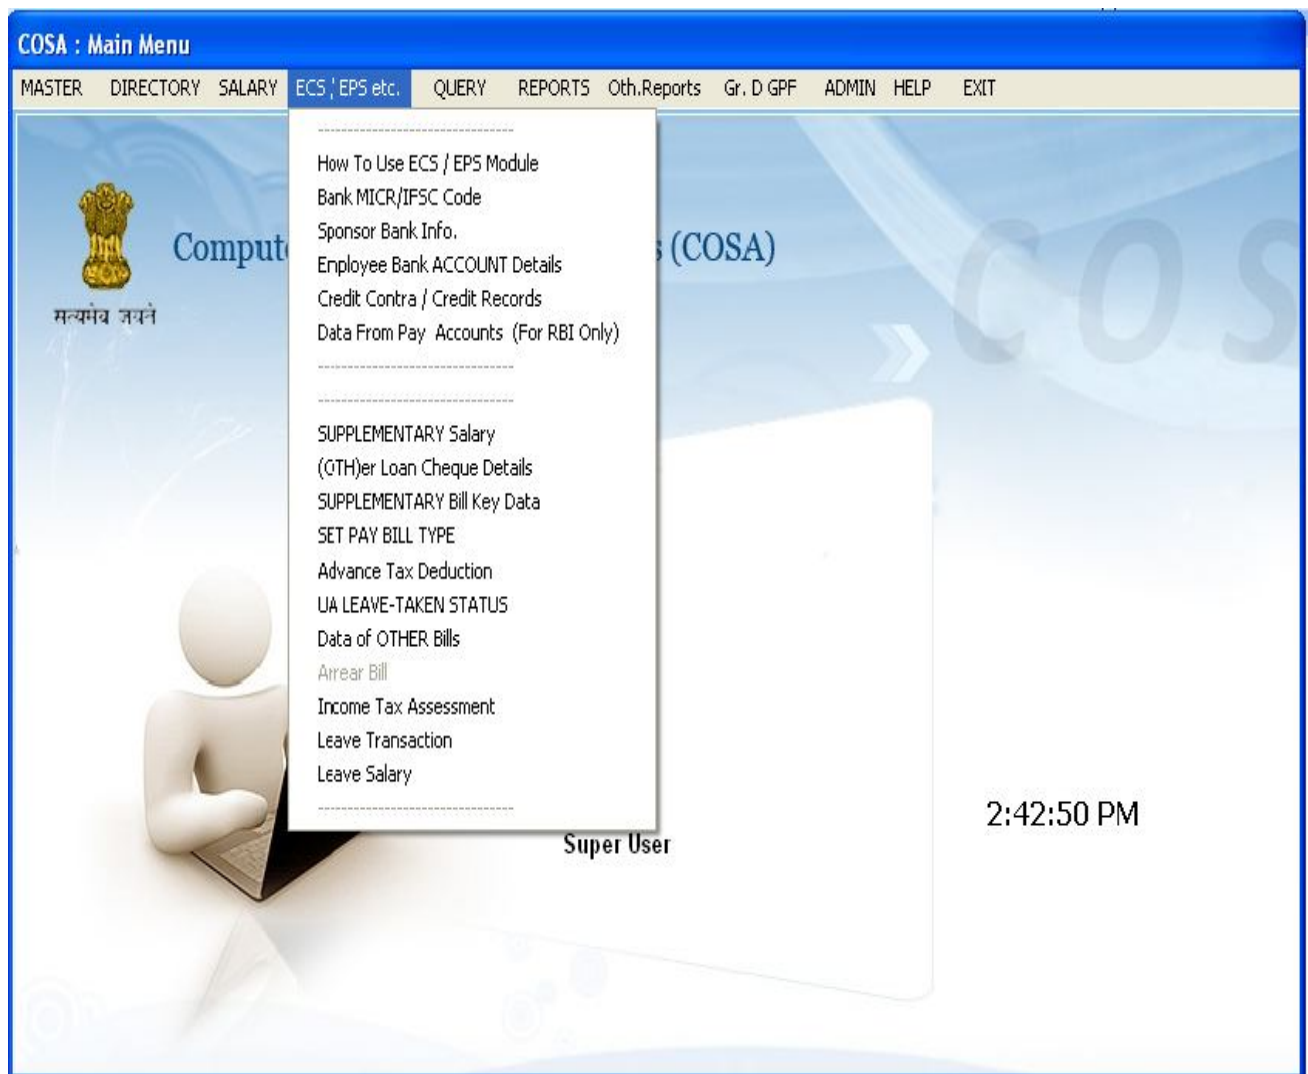 COSA : Main Menu
MASTER DIRECTORY SALARY ECS / EPS etc. QUERY REPORTS Oth.Reports Gr. D GPF ADMIN HELP EXIT
How To Use ECS / EPS Module
Bank MICR/IFSC Code
Sponsor Bank Info.
Enployee Bank ACCOUNT Details
Credit Contra / Credit Records
Data From Pay Accounts (For RBI Only)
SUPPLEMENTARY Salary
(OTH)er Loan Cheque Details
SUPPLEMENTARY Bill Key Data
SET PAY BILL TYPE
Advance Tax Deduction
UA LEAVE-TAKEN STATUS
Data of OTHER Bills
Arrear Bill
Income Tax Assessment
Leave Transaction
Leave Salary
सत्यमेव जयते
(COSA)
COS
2:42:50 PM
Super User